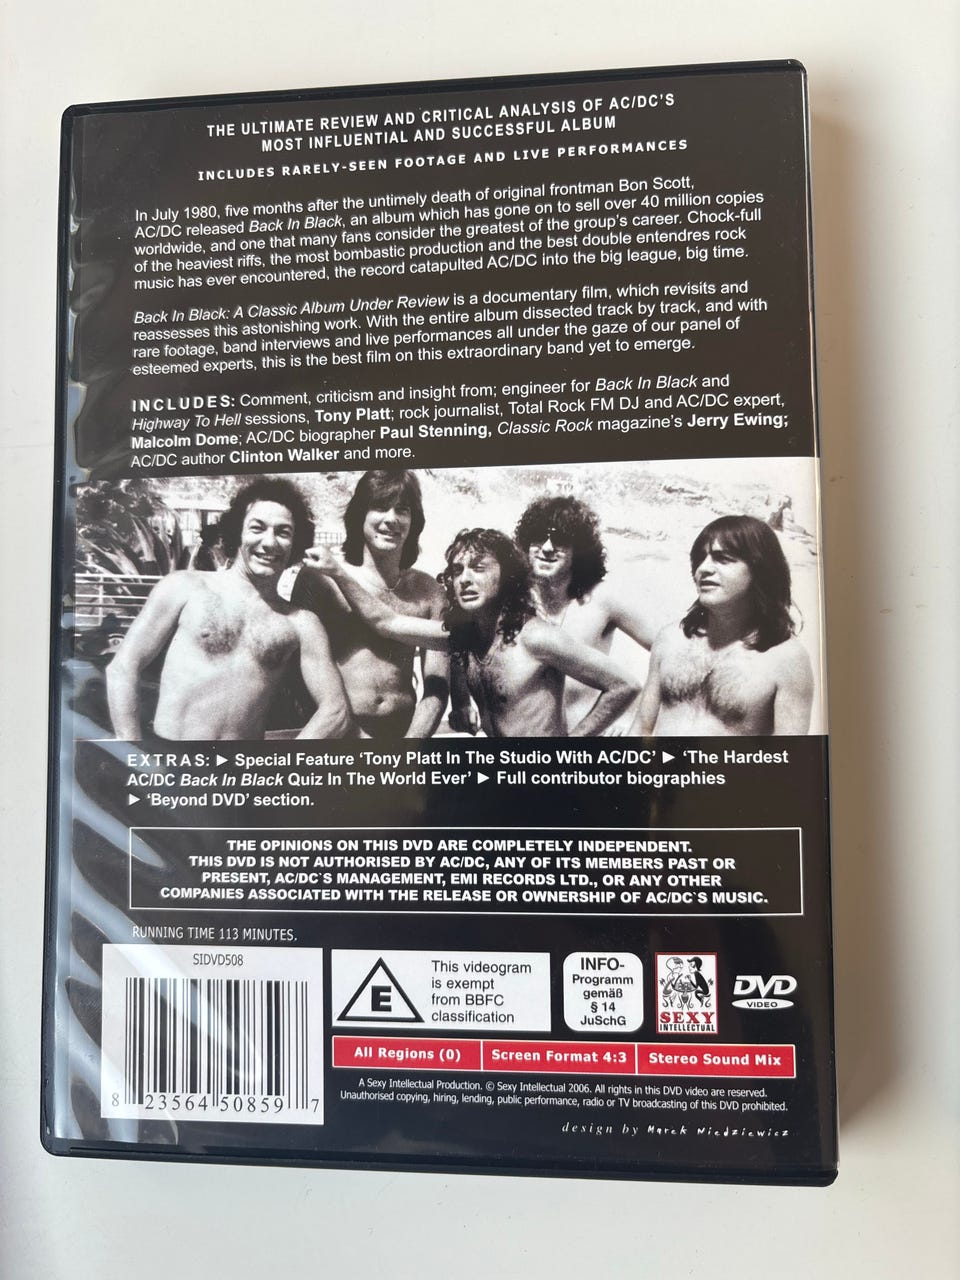 THE ULTIMATE REVIEW AND CRITICAL ANALYSIS OF AC/DC'S
MOST INFLUENTIAL AND SUCCESSFUL ALBUM
INCLUDES RARELY-SEEN FOOTAGE AND LIVE PERFORMANCES
In July 1980, five months after the untimely death of original frontman Bon Scott,
AC/DC released Back In Black, an album which has gone on to sell over 40 million copies
worldwide, and one that many fans consider the greatest of the group's career. Chock-full
of the heaviest riffs, the most bombastic production and the best double entendres rock
music has ever encountered, the record catapulted AC/DC into the big league, big time.
Back In Black: A Classic Album Under Review is a documentary film, which revisits and
reassesses this astonishing work. With the entire album dissected track by track, and with
rare footage, band interviews and live performances all under the gaze of our panel of
esteemed experts, this is the best film on this extraordinary band yet to emerge.
INCLUDES: Comment, criticism and insight from; engineer for Back In Black and
Highway To Hell sessions, Tony Platt; rock journalist, Total Rock FM DJ and AC/DC expert,
Malcolm Dome; AC/DC biographer Paul Stenning, Classic Rock magazine's Jerry Ewing;
AC/DC author Clinton Walker and more.
EXTRAS: ► Special Feature 'Tony Platt In The Studio With AC/DC' ► 'The Hardest
AC/DC Back In Black Quiz In The World Ever' ► Full contributor biographies
► 'Beyond DVD' section.
THE OPINIONS ON THIS DVD ARE COMPLETELY INDEPENDENT.
THIS DVD IS NOT AUTHORISED BY AC/DC, ANY OF ITS MEMBERS PAST OR
PRESENT, AC/DC`S MANAGEMENT, EMI RECORDS LTD., OR ANY OTHER
COMPANIES ASSOCIATED WITH THE RELEASE OR OWNERSHIP OF AC/DC`S MUSIC.
RUNNING TIME 113 MINUTES.
SIDVD508
8 23564 50859 7
E
This videogram
is exempt
from BBFC
classification
INFO-
Programm
gemäß
§ 14
JuSchG
SEXY
INTELLECTUAL
DVD
VIDEO
All Regions (0)
Screen Format 4:3
Stereo Sound Mix
A Sexy Intellectual Production. © Sexy Intellectual 2006. All rights in this DVD video are reserved.
Unauthorised copying, hiring, lending, public performance, radio or TV broadcasting of this DVD prohibited.
design by Marek Niedziewicz